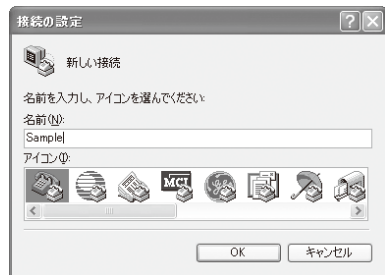 接続の設定
新しい接続
名前を入力し、アイコンを選んでください:
名前(N):
Sample
アイコン(I):
MCI
OK
キャンセル